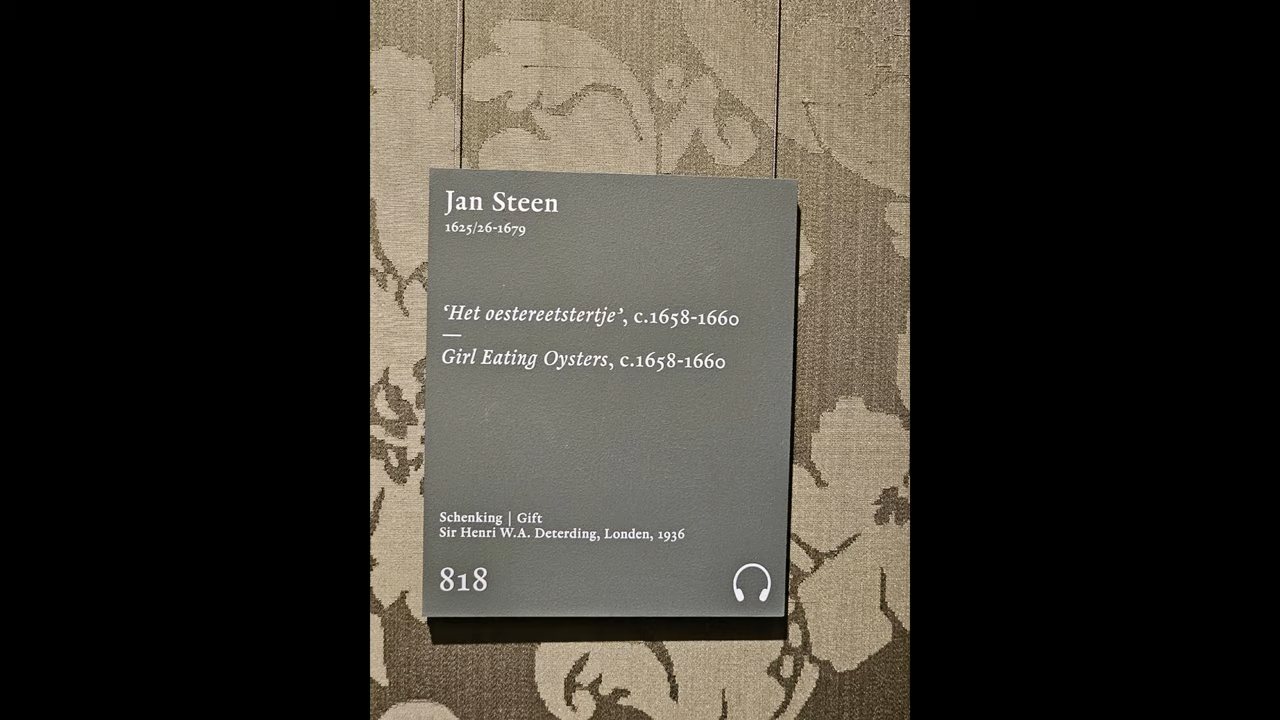 Jan Steen
1625/26-1679
‘Het oestereetstertje’, c.1658-1660
Girl Eating Oysters, c.1658-1660
Schenking | Gift
Sir Henri W.A. Deterding, Londen, 1936
818